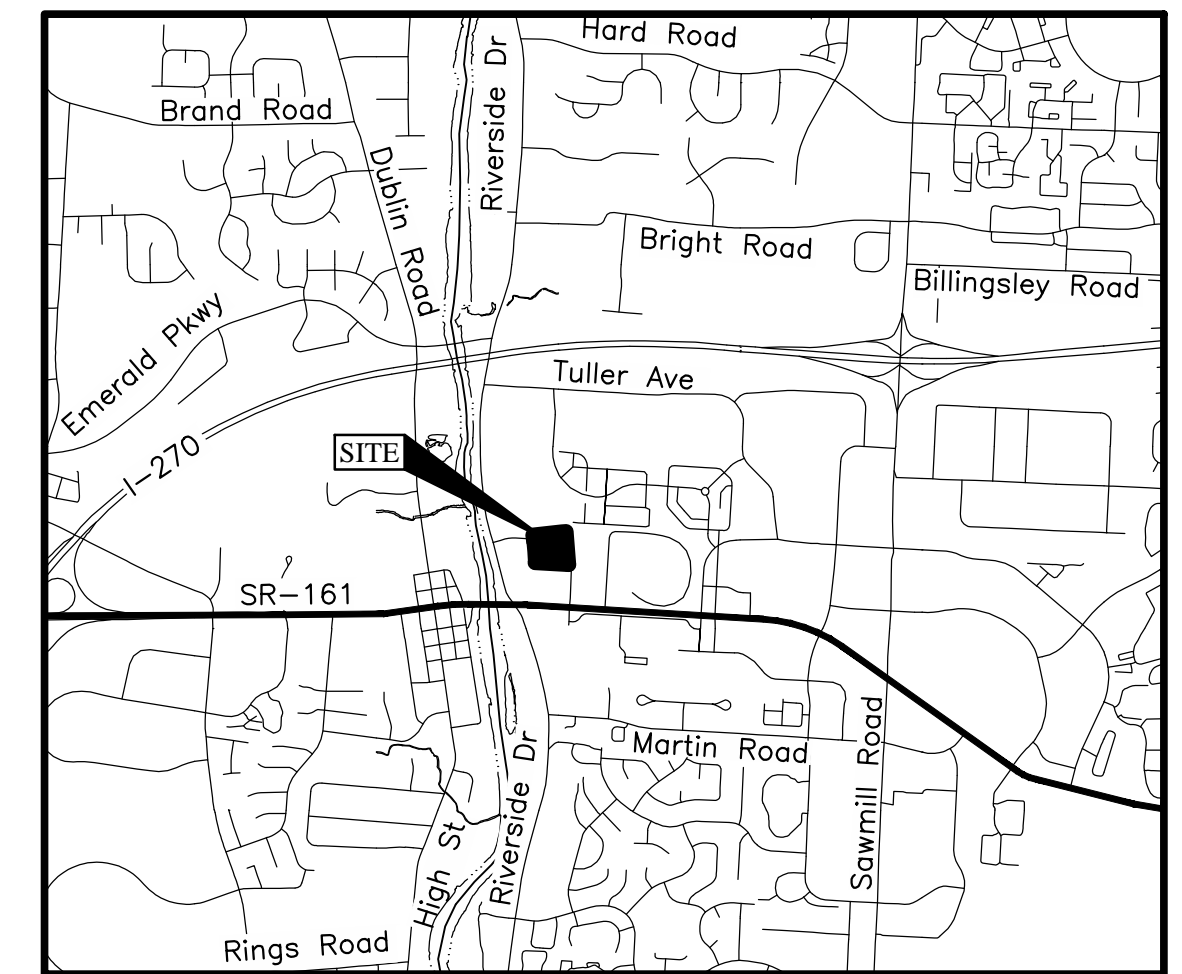 Hard Road
Riverside Dr
Brand Road
Dublin Road
Bright Road
Billingsley Road
Emerald Pkwy
Tuller Ave
I-270
SITE
SR-161
Martin Road
Sawmill Road
Riverside Dr
High St
Rings Road